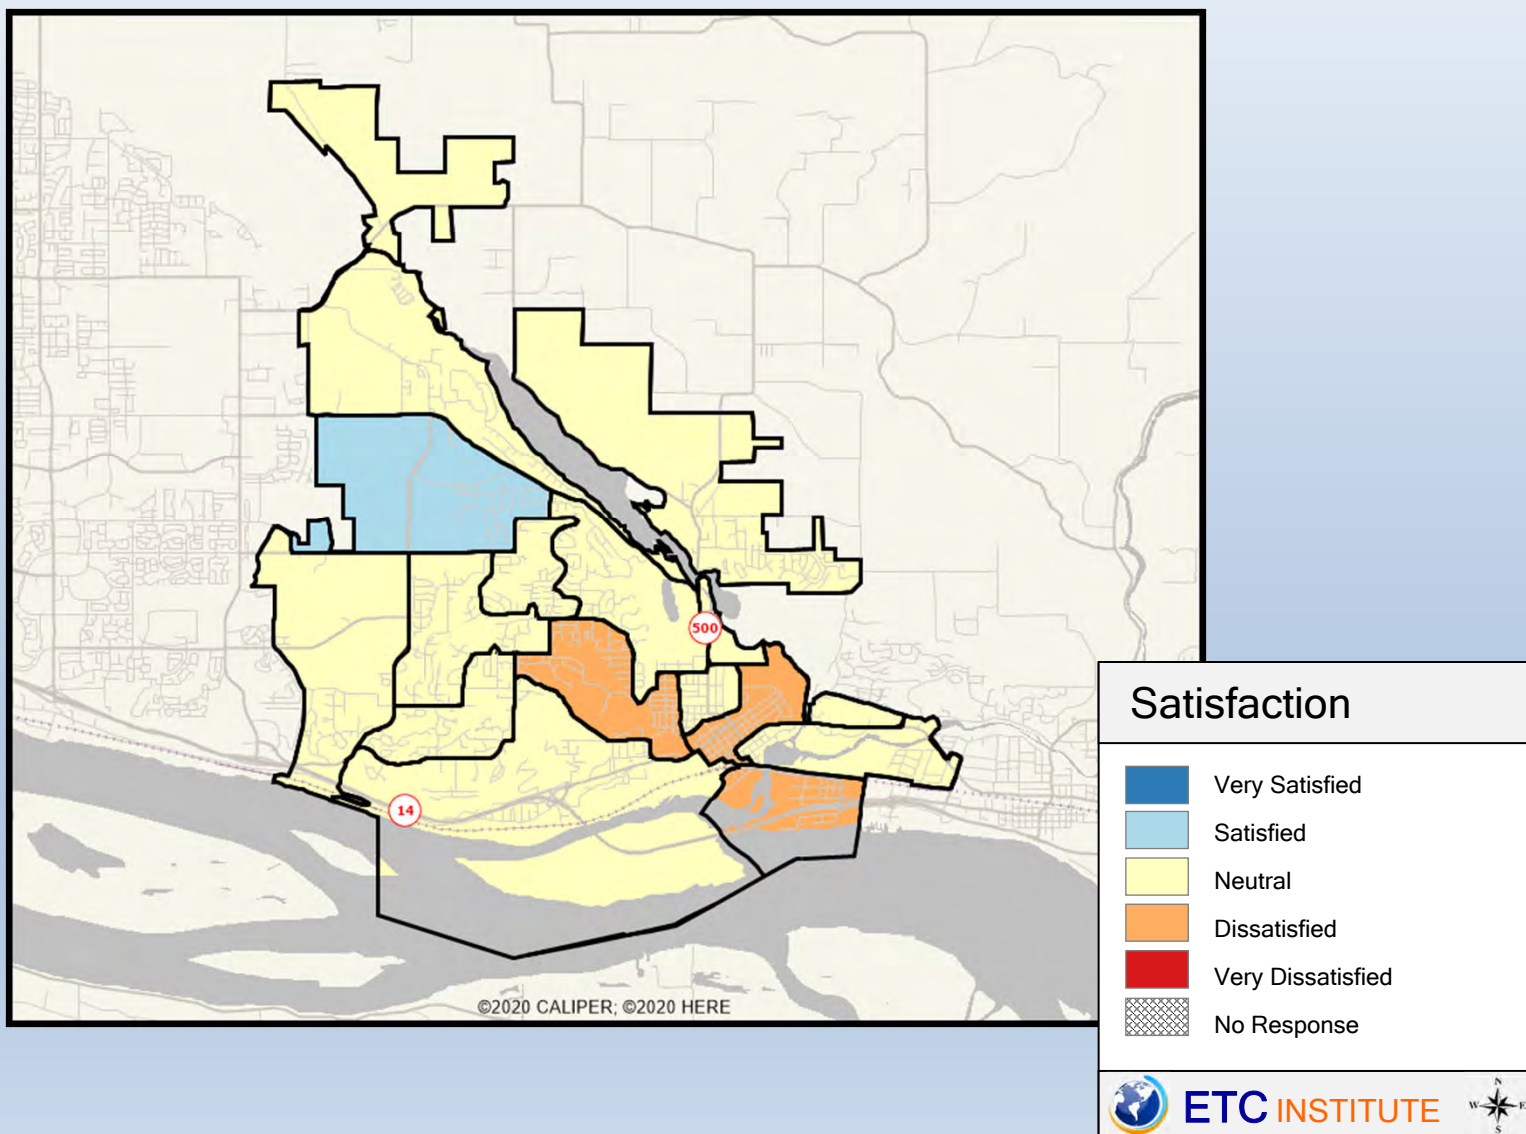 500
14
©2020 CALIPER; ©2020 HERE
Satisfaction
Very Satisfied
Satisfied
Neutral
Dissatisfied
Very Dissatisfied
No Response
ETC INSTITUTE
N
W E
S